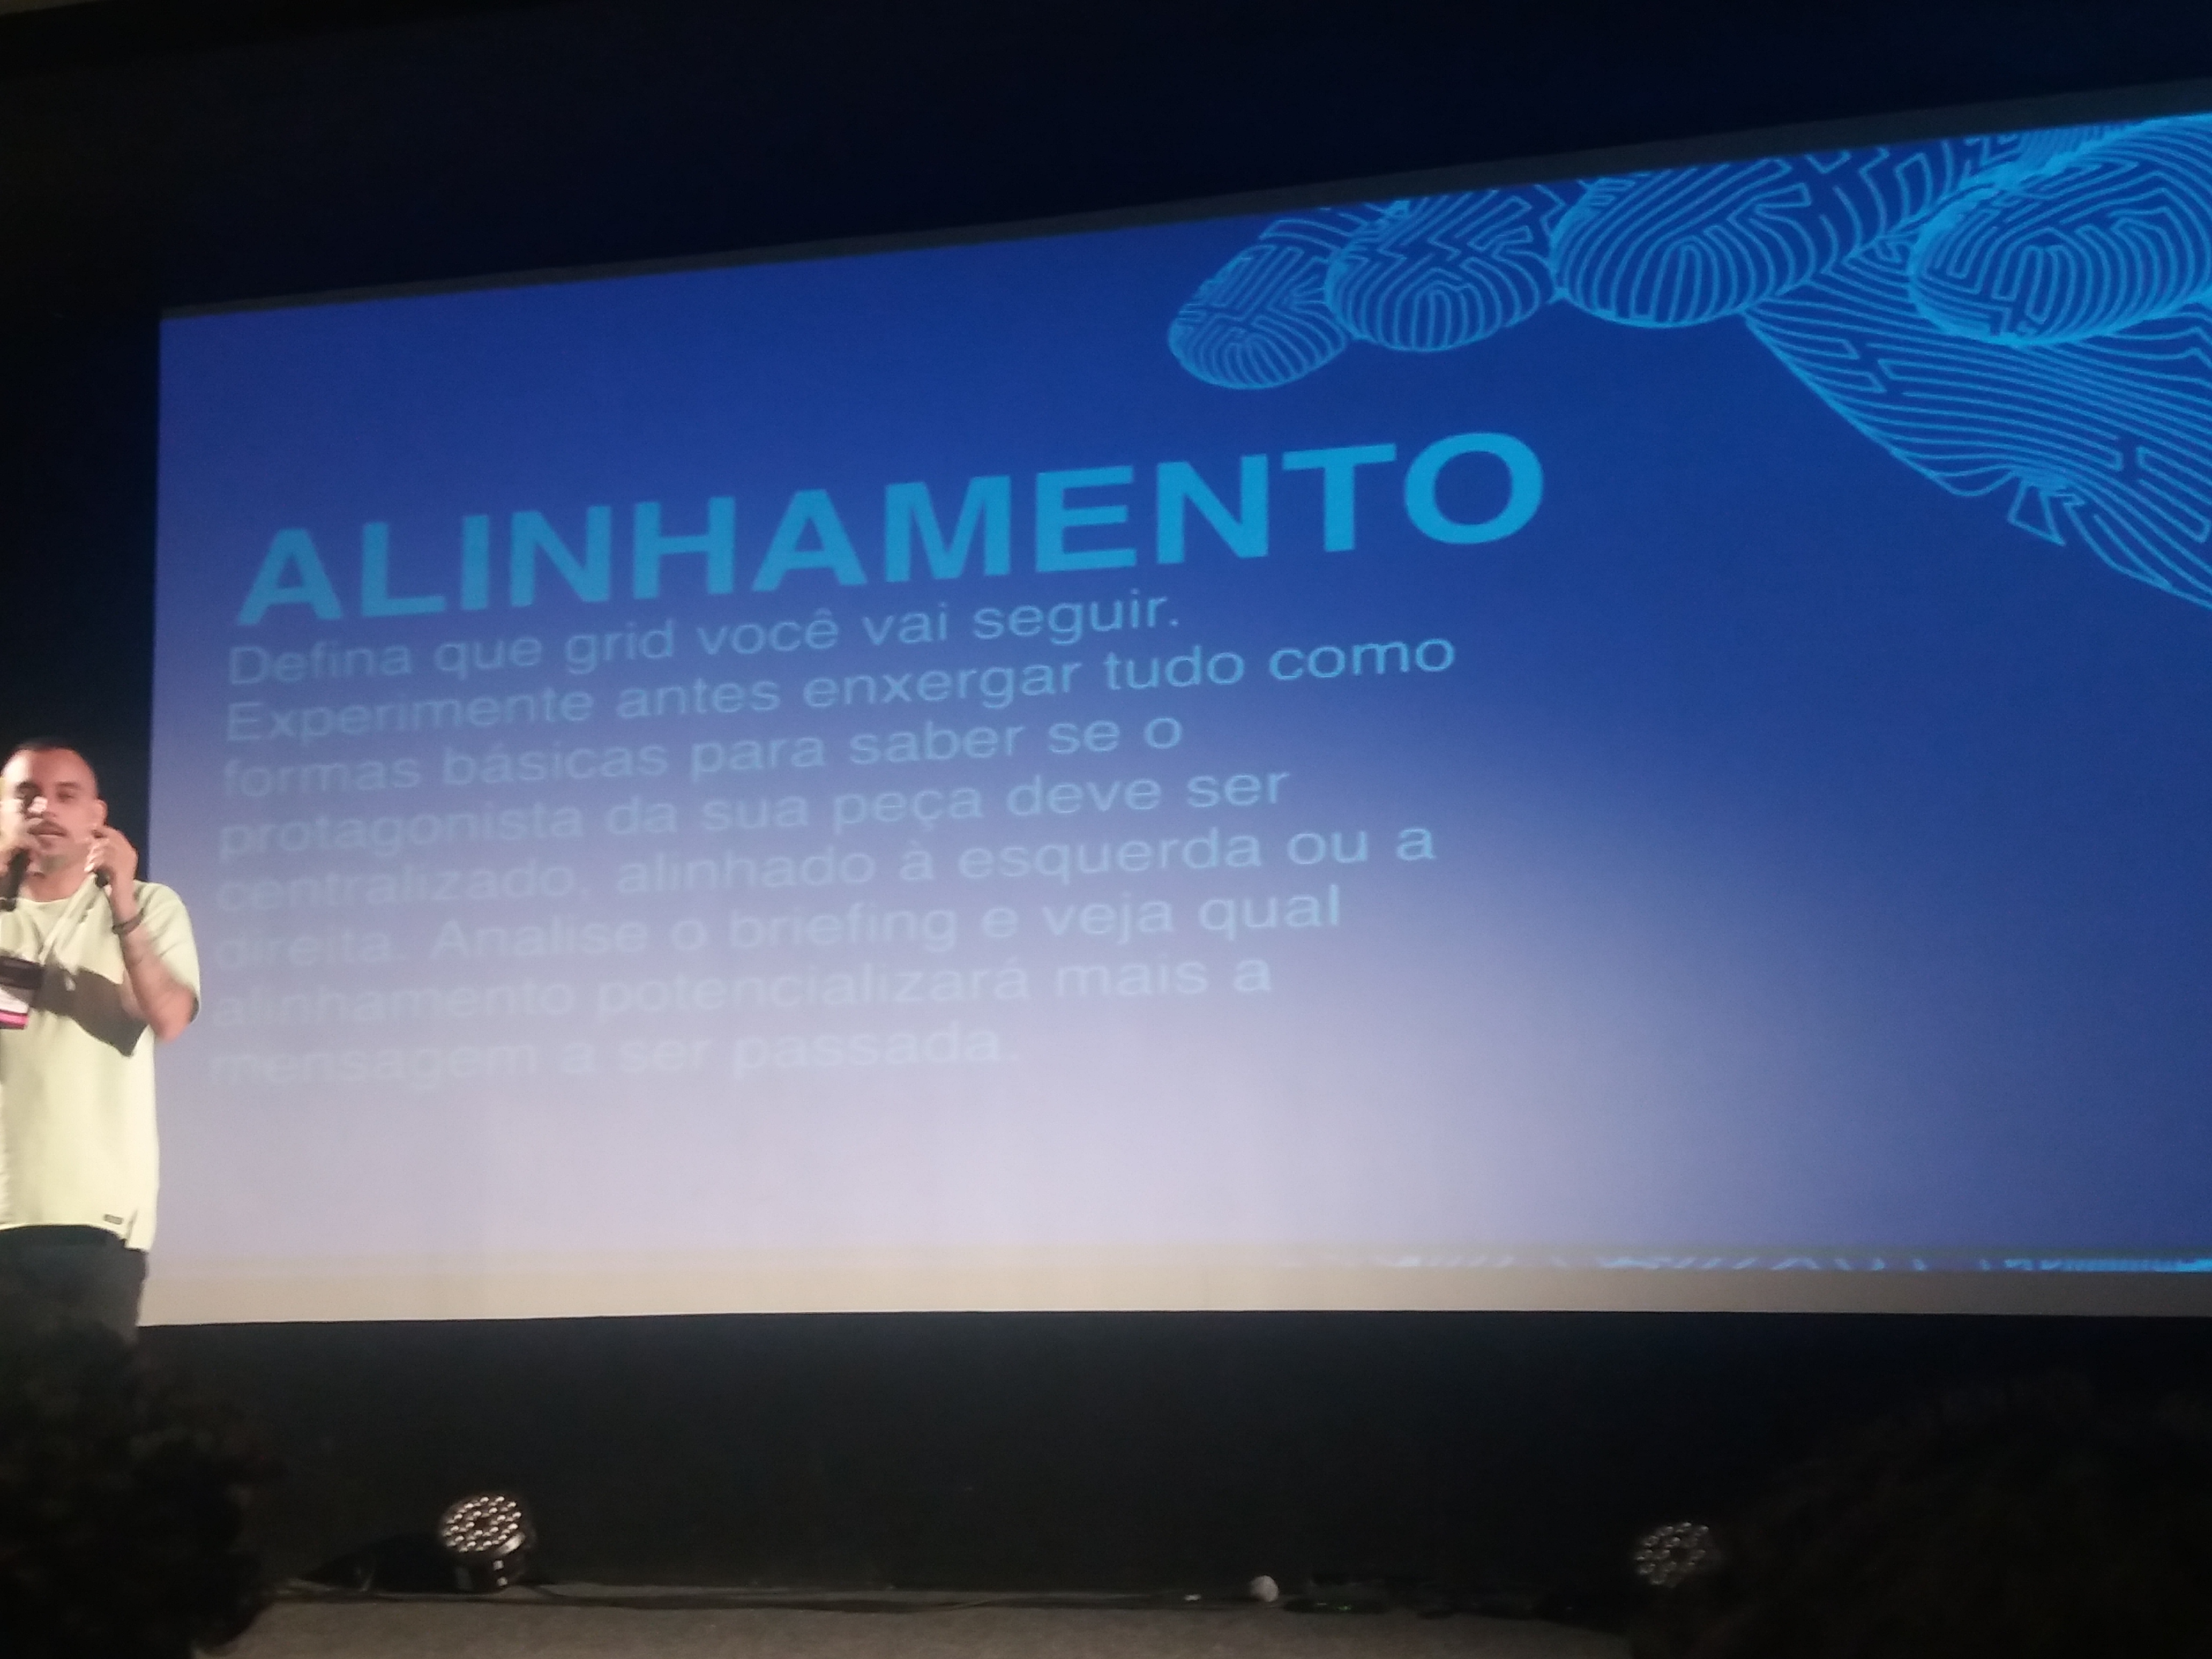 ALINHAMENTO
Defina que grid você vai seguir.
Experimente antes enxergar tudo como
formas básicas para saber se o
protagonista da sua peça deve ser
centralizado, alinhado à esquerda ou a
direita. Analise o briefing e veja qual
alinhamento potencializará mais a
mensagem a ser passada.